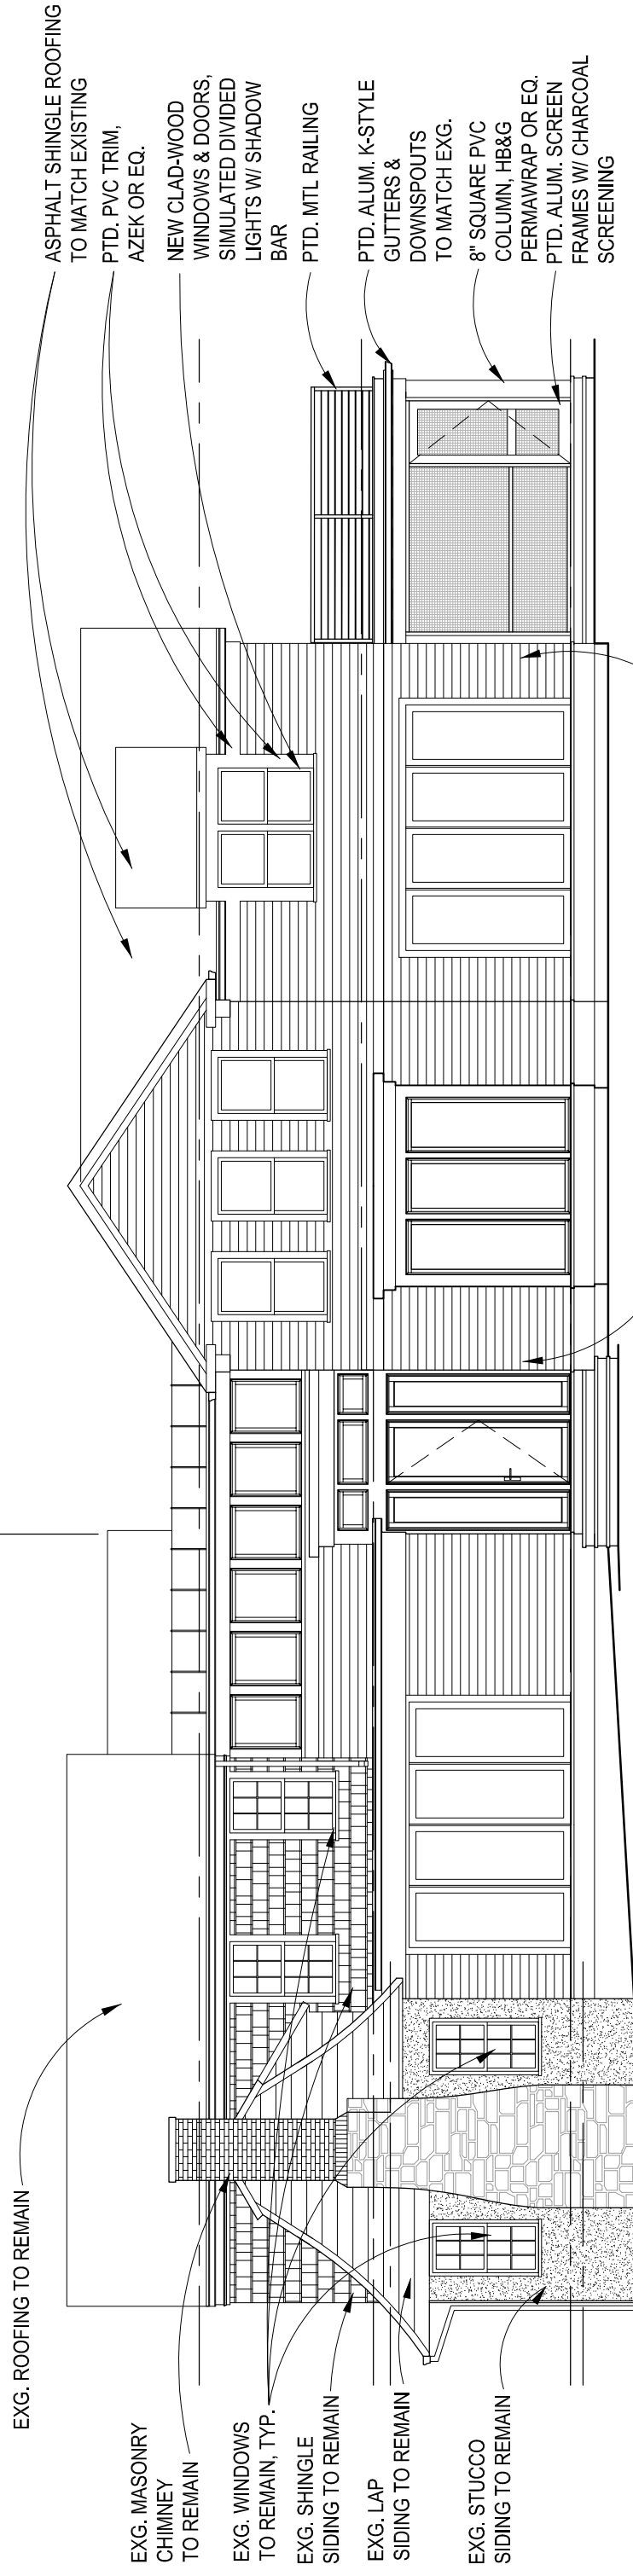 EXG. ROOFING TO REMAIN
EXG. MASONRY
CHIMNEY
TO REMAIN
EXG. WINDOWS
TO REMAIN, TYP.
EXG. SHINGLE
SIDING TO REMAIN
EXG. LAP
SIDING TO REMAIN
EXG. STUCCO
SIDING TO REMAIN
ASPHALT SHINGLE ROOFING
TO MATCH EXISTING
PTD. PVC TRIM,
AZEK OR EQ.
NEW CLAD-WOOD
WINDOWS & DOORS,
SIMULATED DIVIDED
LIGHTS W/ SHADOW
BAR
PTD. MTL RAILING
PTD. ALUM. K-STYLE
GUTTERS &
DOWNSPOUTS
TO MATCH EXG.
8" SQUARE PVC
COLUMN, HB&G
PERMAWRAP OR EQ.
PTD. ALUM. SCREEN
FRAMES W/ CHARCOAL
SCREENING